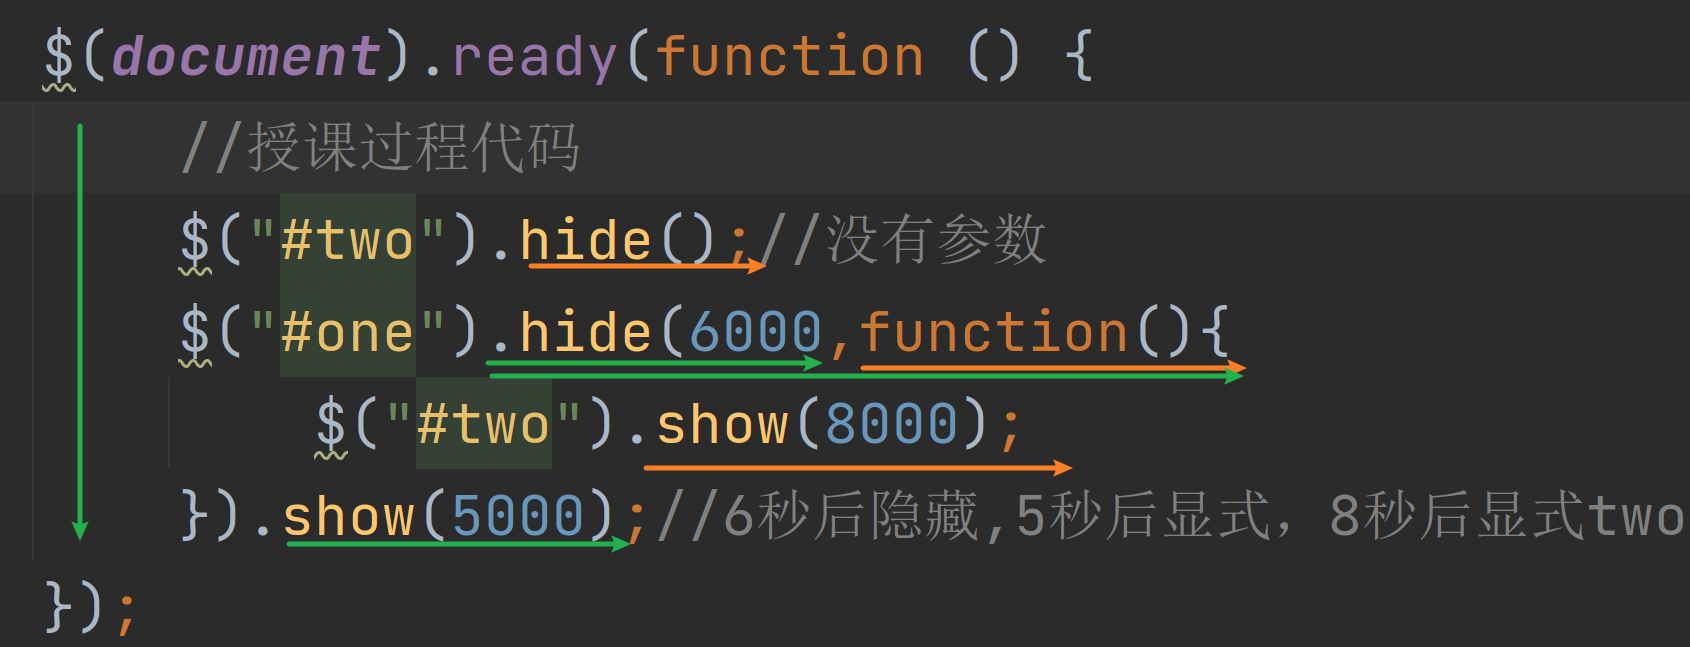 $(document).ready(function () {
//授课过程代码
$("#two").hide();//没有参数
$("#one").hide(6000,function(){
$("#two").show(8000);
}).show(5000);//6秒后隐藏,5秒后显式，8秒后显式two
});